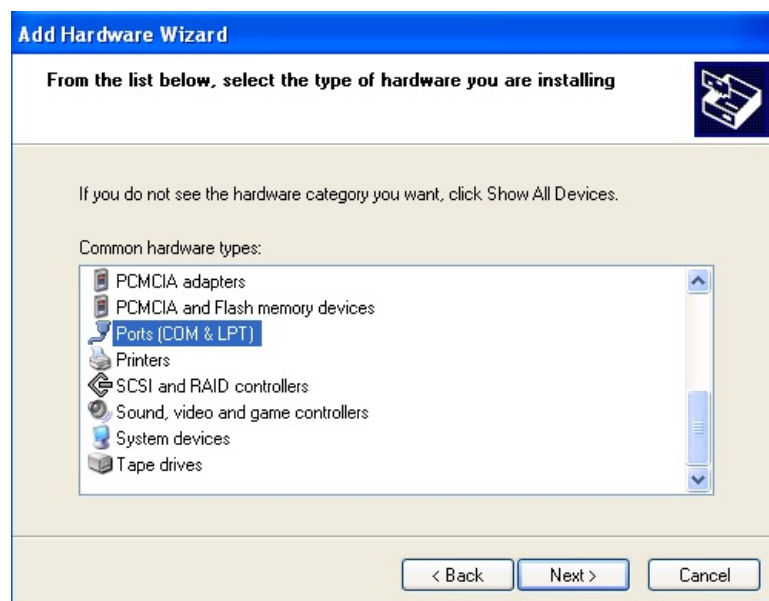 Add Hardware Wizard
From the list below, select the type of hardware you are installing
If you do not see the hardware category you want, click Show All Devices.
Common hardware types:
PCMCIA adapters
PCMCIA and Flash memory devices
Ports (COM & LPT)
Printers
SCSI and RAID controllers
Sound, video and game controllers
System devices
Tape drives
< Back Next > Cancel